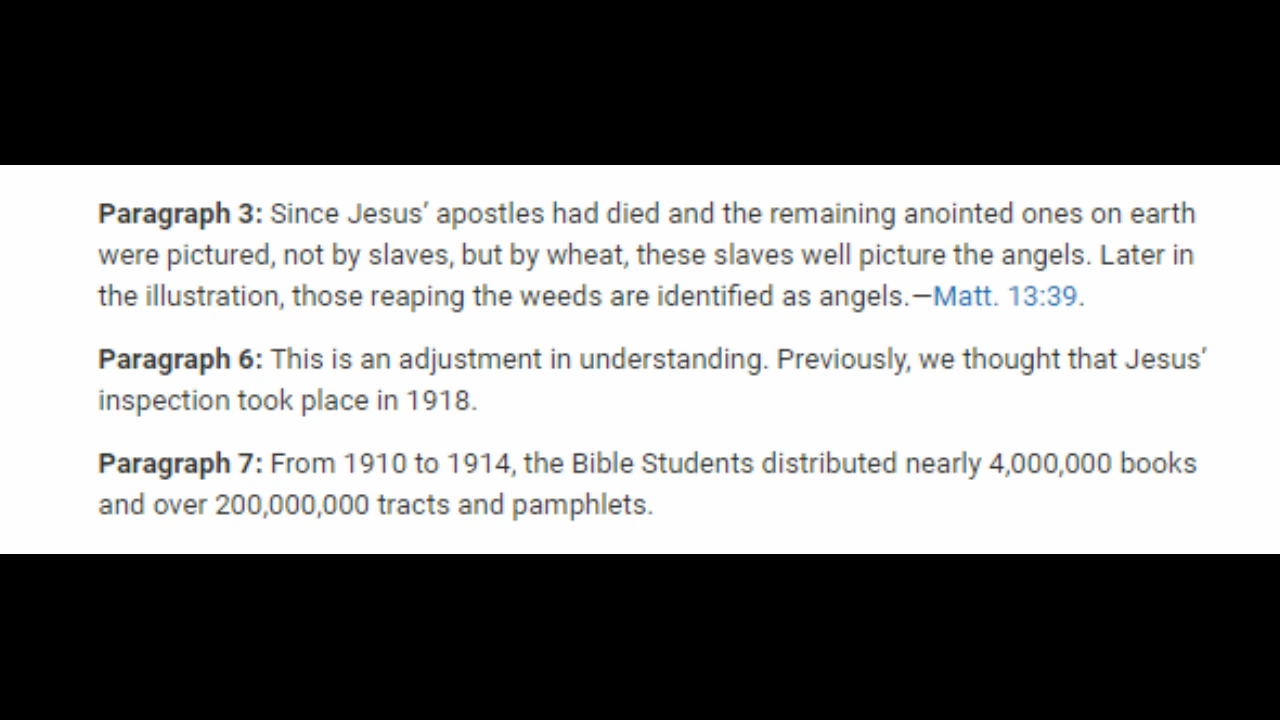 Paragraph 3: Since Jesus’ apostles had died and the remaining anointed ones on earth
were pictured, not by slaves, but by wheat, these slaves well picture the angels. Later in
the illustration, those reaping the weeds are identified as angels.—Matt. 13:39.
Paragraph 6: This is an adjustment in understanding. Previously, we thought that Jesus’
inspection took place in 1918.
Paragraph 7: From 1910 to 1914, the Bible Students distributed nearly 4,000,000 books
and over 200,000,000 tracts and pamphlets.